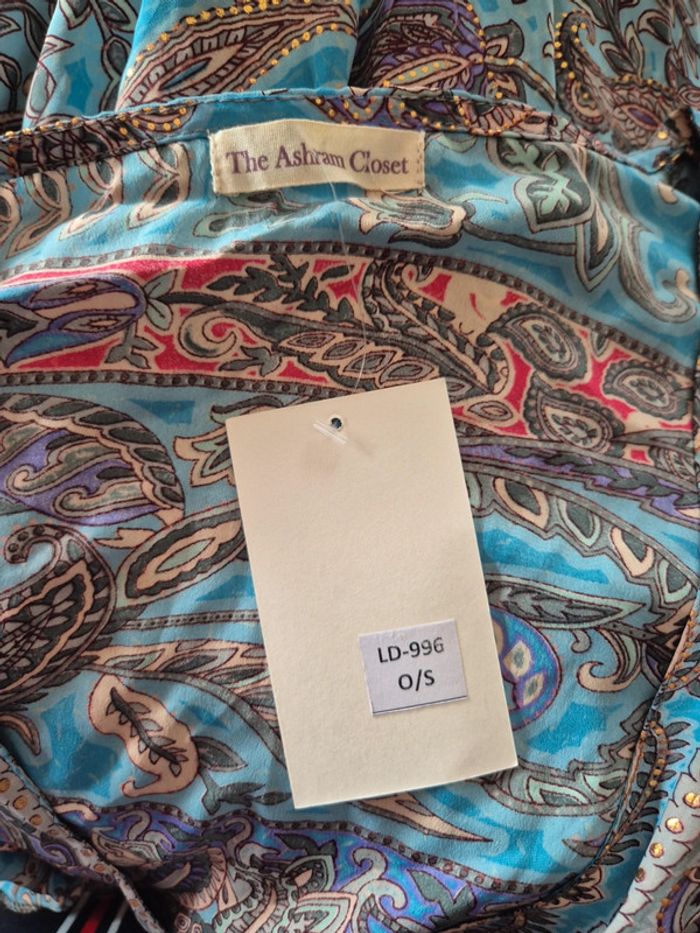 The Ashram Closet
LD-996
O/S